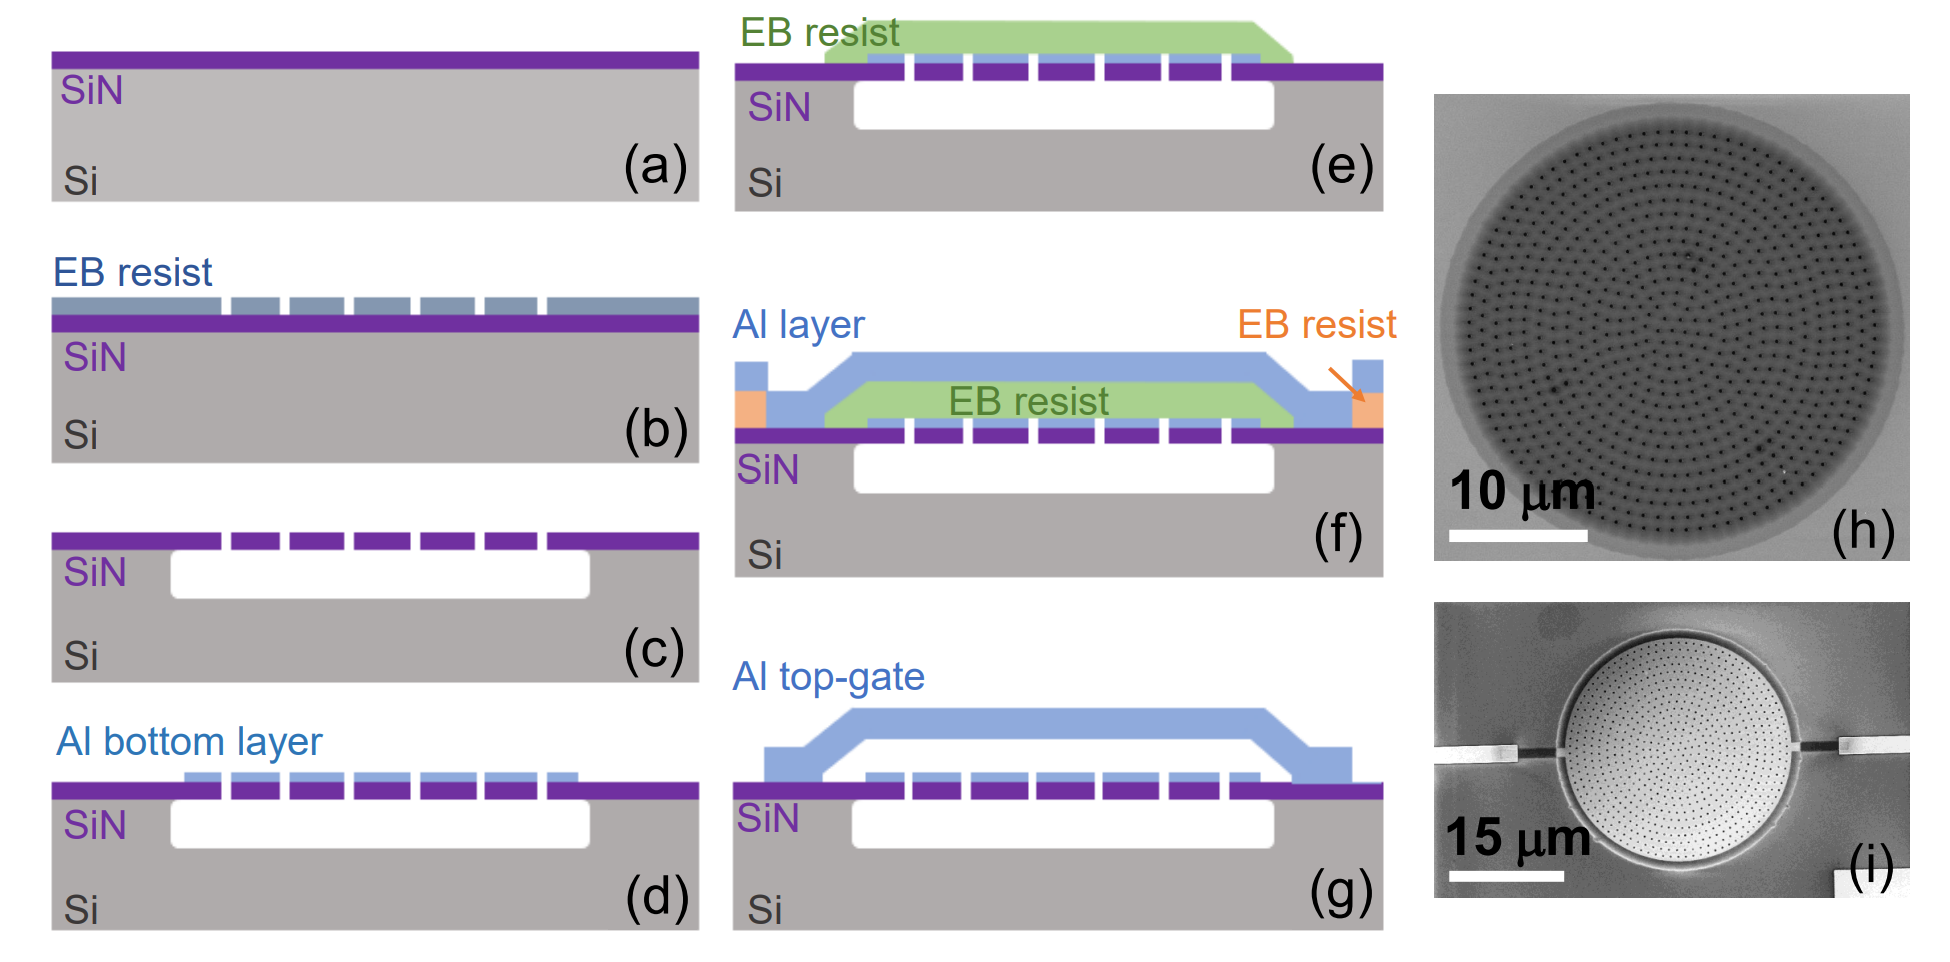 SiN
Si
(a)
EB resist
SiN
Si
(b)
SiN
Si
(c)
Al bottom layer
SiN
Si
(d)
EB resist
SiN
Si
(e)
Al layer
EB resist
EB resist
SiN
Si
(f)
Al top-gate
SiN
Si
(g)
10 μm
(h)
15 μm
(i)